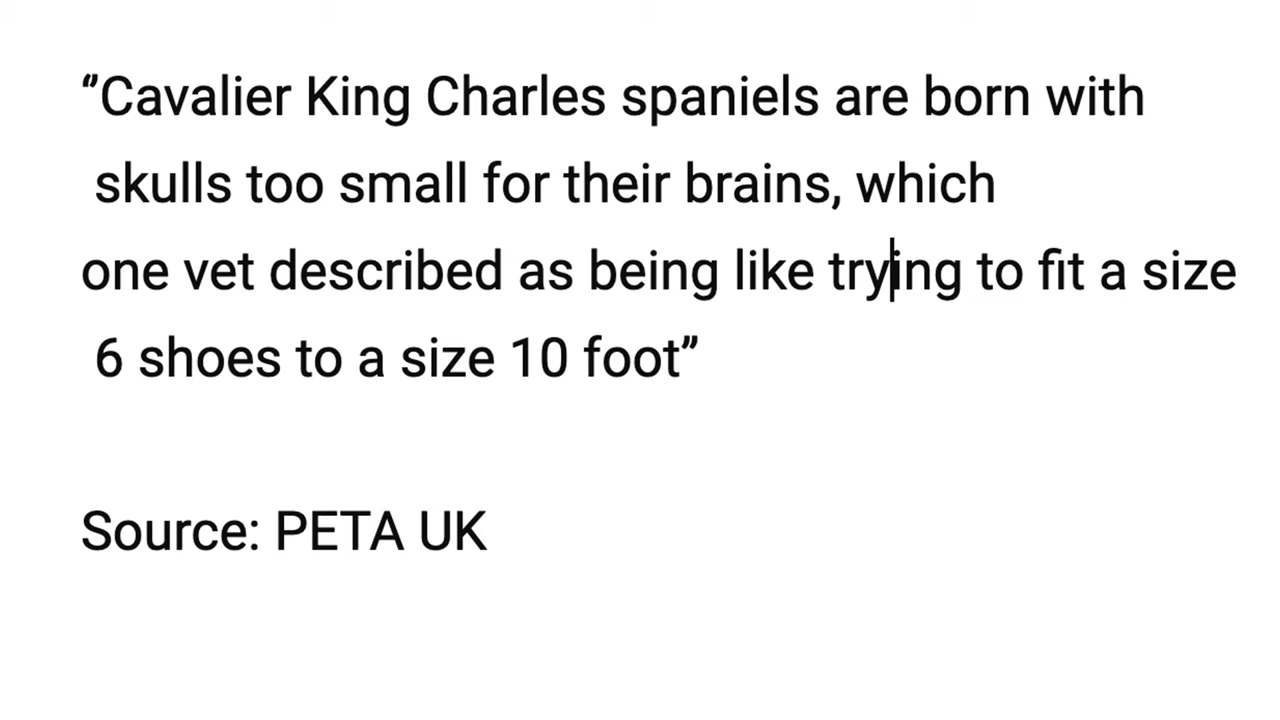 ”Cavalier King Charles spaniels are born with
skulls too small for their brains, which
one vet described as being like trying to fit a size
6 shoes to a size 10 foot”
Source: PETA UK